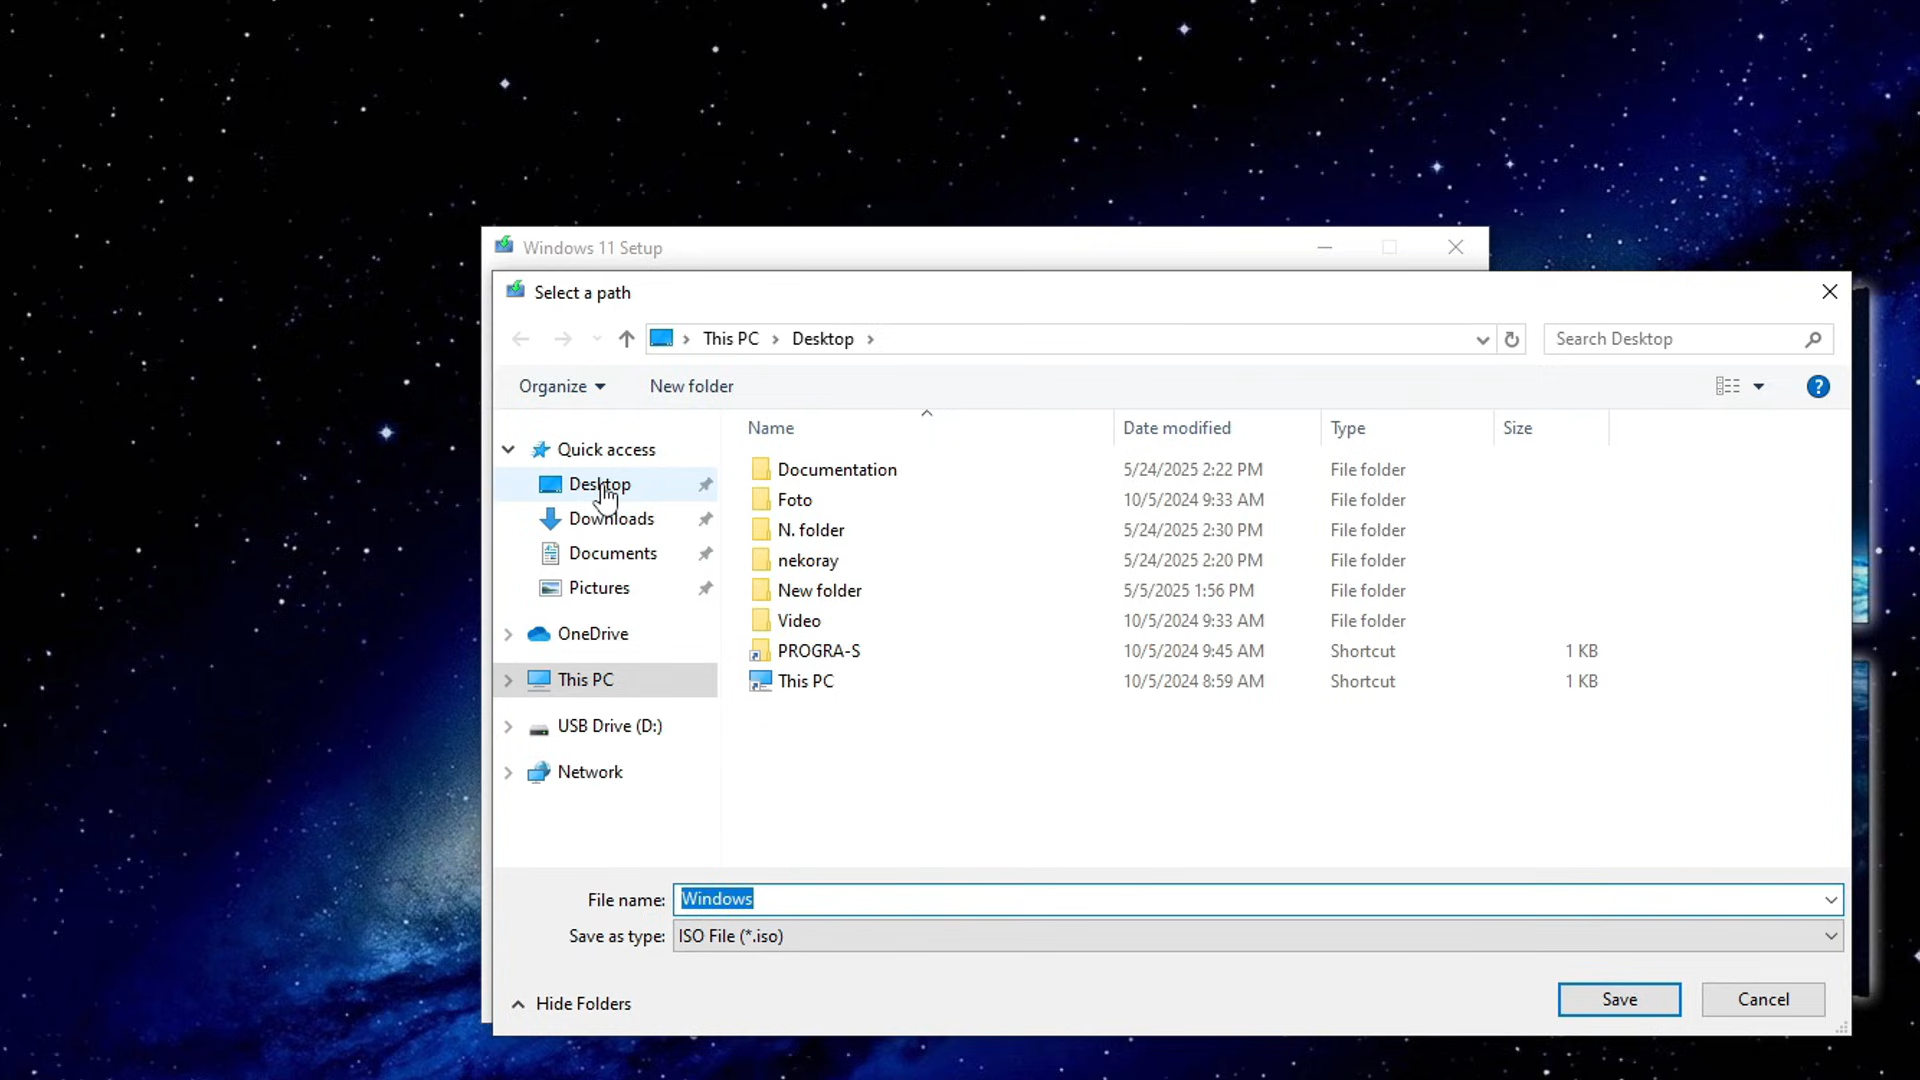 Windows 11 Setup
Select a path
This PC Desktop
Search Desktop
Organize New folder
?
Name Date modified Type Size
Quick access
Desktop
Downloads
Documents
Pictures
OneDrive
This PC
USB Drive (D:)
Network
Documentation 5/24/2025 2:22 PM File folder
Foto 10/5/2024 9:33 AM File folder
N. folder 5/24/2025 2:30 PM File folder
nekoray 5/24/2025 2:20 PM File folder
New folder 5/5/2025 1:56 PM File folder
Video 10/5/2024 9:33 AM File folder
PROGRA-S 10/5/2024 9:45 AM Shortcut 1 KB
This PC 10/5/2024 8:59 AM Shortcut 1 KB
File name: Windows
Save as type: ISO File (*.iso)
Hide Folders
Save Cancel